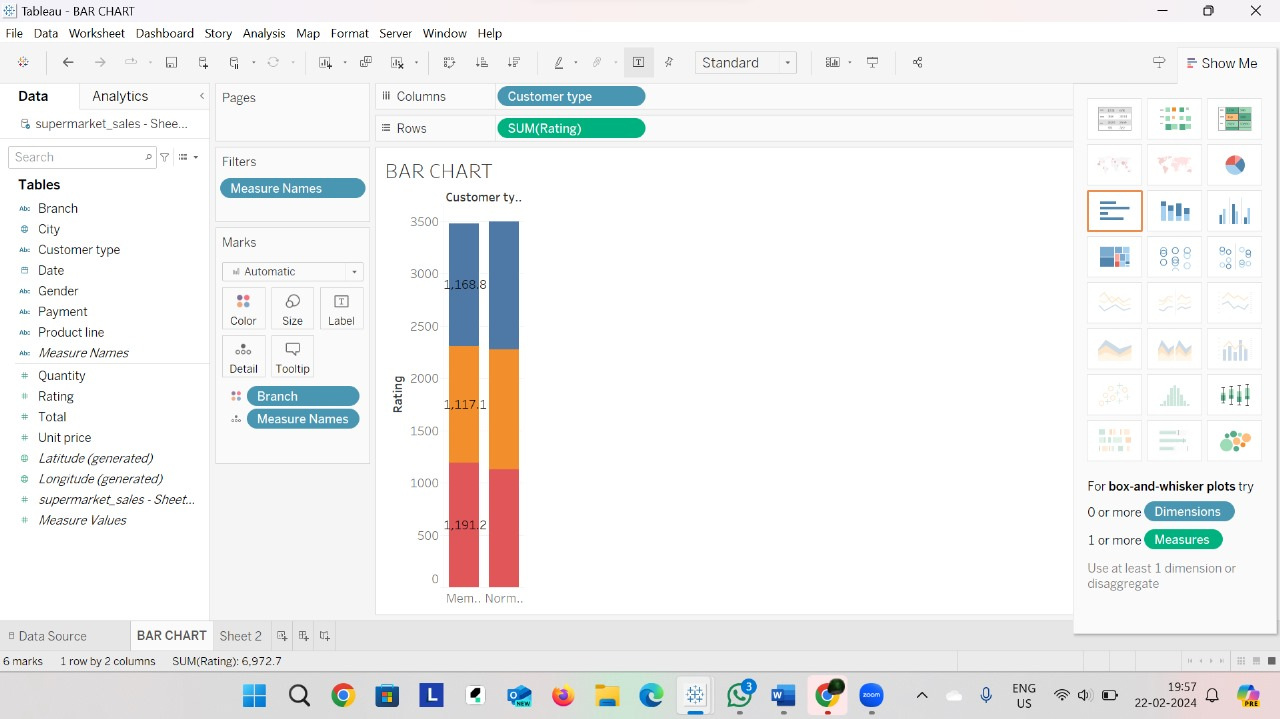 Tableau - BAR CHART
File Data Worksheet Dashboard Story Analysis Map Format Server Window Help
Standard
Show Me
Data
Analytics
supermarket_sales - Shee...
Search
Tables
Branch
City
Customer type
Date
Gender
Payment
Product line
Measure Names
Quantity
Rating
Total
Unit price
Latitude (generated)
Longitude (generated)
supermarket_sales - Sheet...
Measure Values
Pages
Filters
Measure Names
Marks
Automatic
Color Size Label
Detail Tooltip
Branch
Measure Names
Columns
Customer type
Rows
SUM(Rating)
BAR CHART
Customer ty..
3500
3000
2500
2000
1500
1000
500
0
Rating
1,168.8
1,117.1
1,191.2
Mem.. Norm..
For box-and-whisker plots try
0 or more Dimensions
1 or more Measures
Use at least 1 dimension or
disaggregate
Data Source
BAR CHART
Sheet 2
6 marks 1 row by 2 columns SUM(Rating): 6,972.7
L
NEW
3
zoom
ENG
US
19:57
22-02-2024
PRE